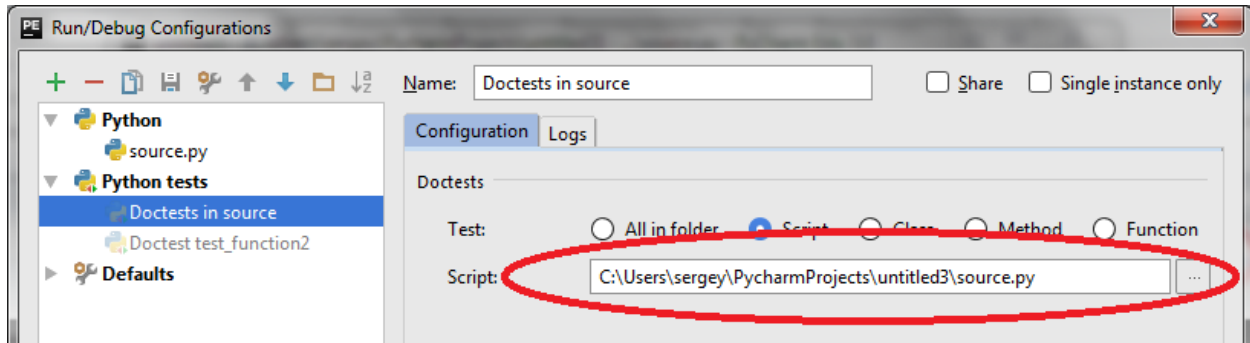 PE Run/Debug Configurations
Name: Doctests in source Share Single instance only
Python
source.py
Python tests
Doctests in source
Doctest test_function2
Defaults
Configuration Logs
Doctests
Test: All in folder Script Class Method Function
Script: C:\Users\sergey\PycharmProjects\untitled3\source.py ...